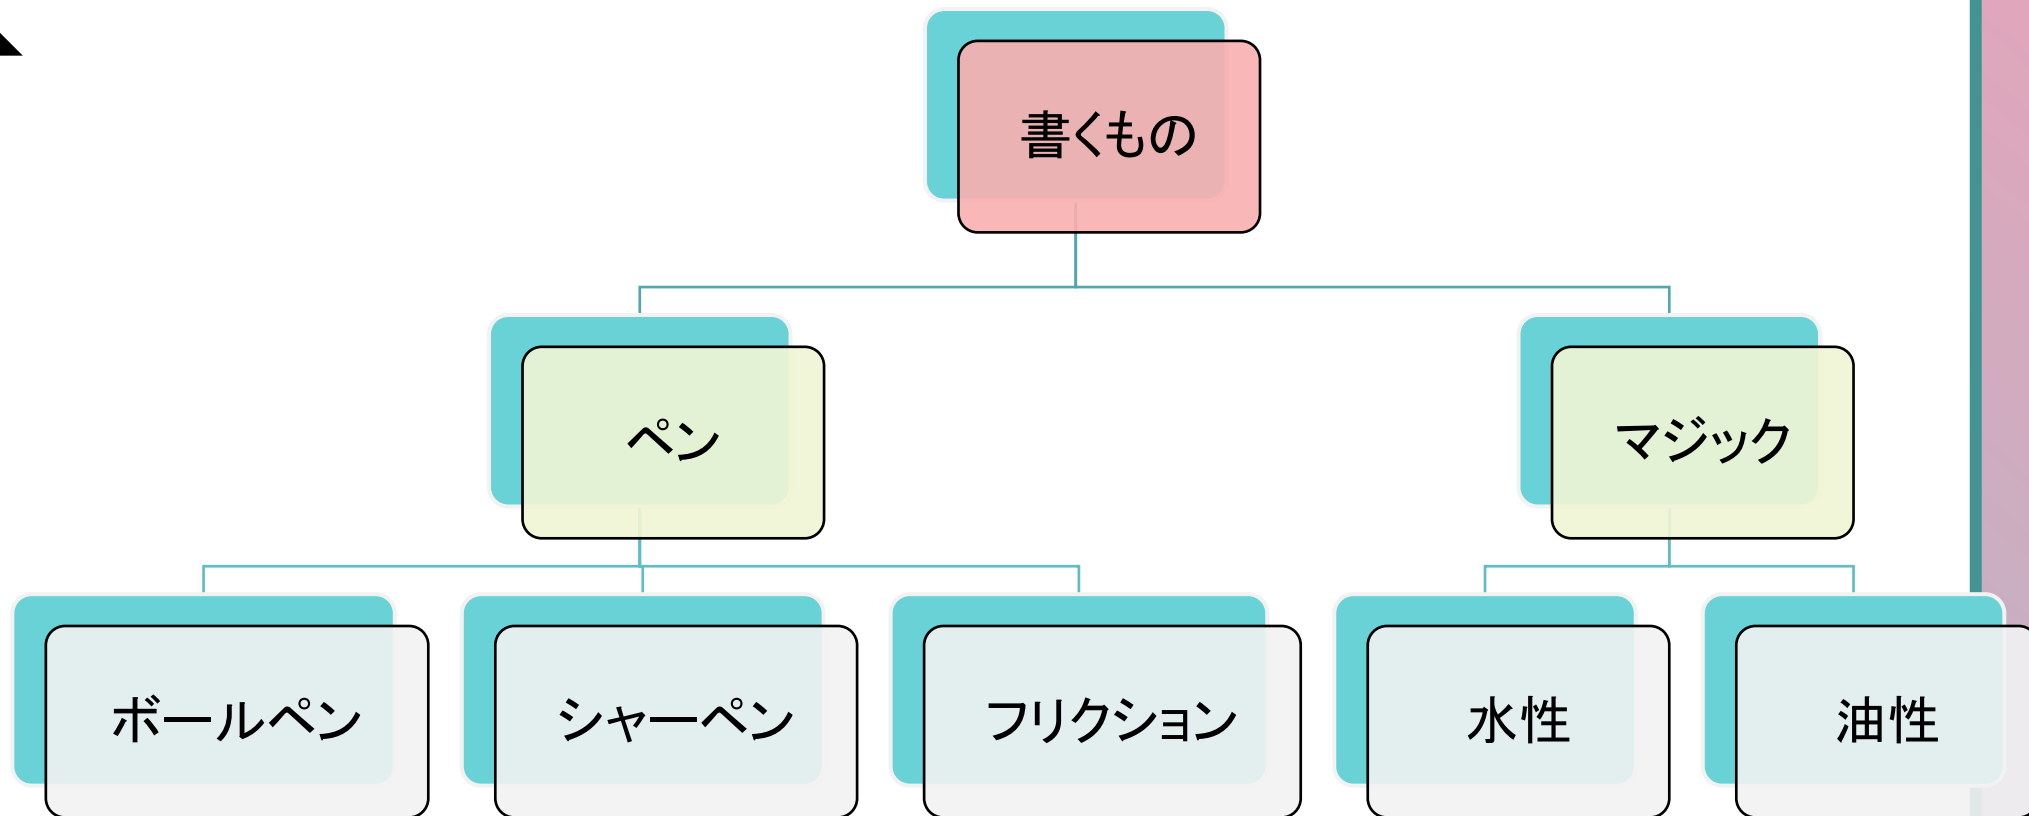 書くもの
ペン
マジック
ボールペン
シャーペン
フリクション
水性
油性